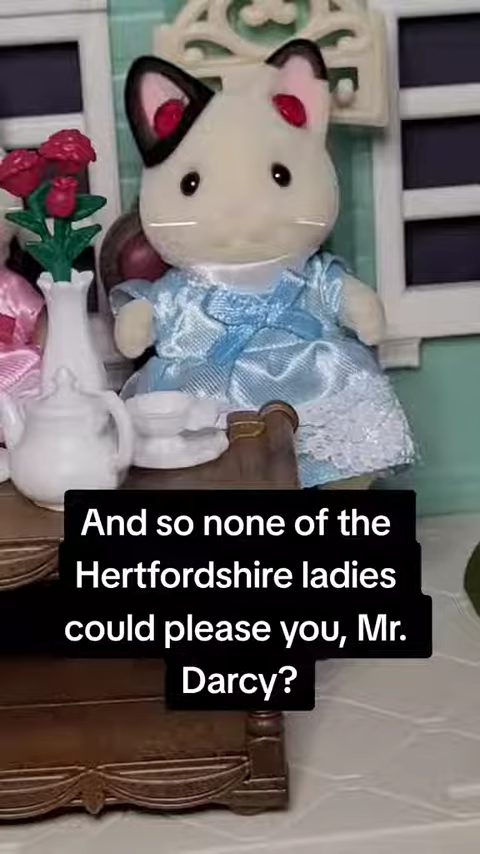 And so none of the
Hertfordshire ladies
could please you, Mr.
Darcy?